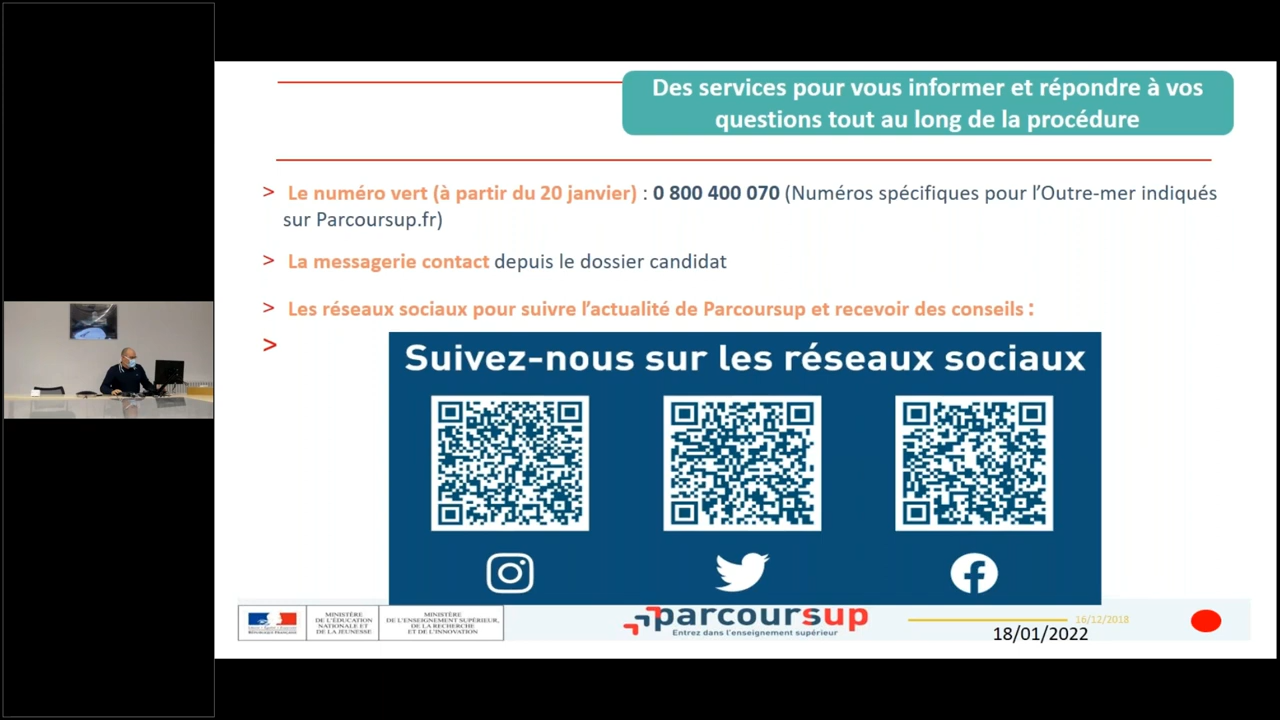 Des services pour vous informer et répondre à vos
questions tout au long de la procédure
> Le numéro vert (à partir du 20 janvier) : 0 800 400 070 (Numéros spécifiques pour l’Outre-mer indiqués
sur Parcoursup.fr)
> La messagerie contact depuis le dossier candidat
> Les réseaux sociaux pour suivre l’actualité de Parcoursup et recevoir des conseils :
>
Suivez-nous sur les réseaux sociaux
MINISTÈRE
DE L'ÉDUCATION
NATIONALE ET
DE LA JEUNESSE
MINISTÈRE
DE L'ENSEIGNEMENT SUPÉRIEUR,
DE LA RECHERCHE
ET DE L'INNOVATION
RÉPUBLIQUE FRANÇAISE
parcoursup
Entrez dans l'enseignement supérieur
16/12/2018
18/01/2022